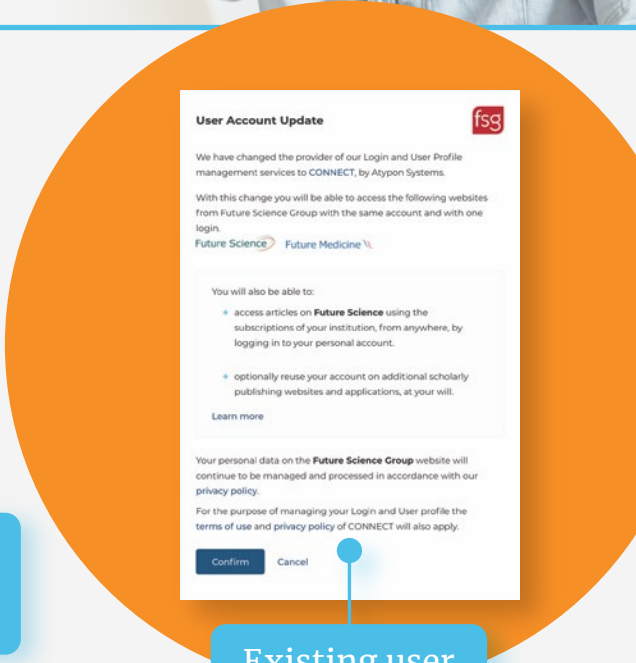 User Account Update
fsg
We have changed the provider of our Login and User Profile
management services to CONNECT, by Atypon Systems.
With this change you will be able to access the following websites
from Future Science Group with the same account and with one
login.
Future Science Future Medicine
You will also be able to:
access articles on Future Science using the
subscriptions of your institution, from anywhere, by
logging in to your personal account.
optionally reuse your account on additional scholarly
publishing websites and applications, at your will.
Learn more
Your personal data on the Future Science Group website will
continue to be managed and processed in accordance with our
privacy policy.
For the purpose of managing your Login and User profile the
terms of use and privacy policy of CONNECT will also apply.
Confirm Cancel
Existing user